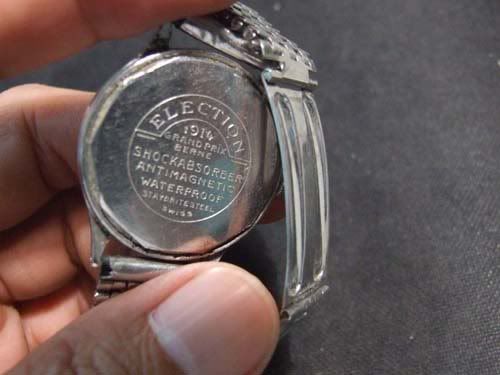 ELECTION
1914
GRAND PRIX
BERNE
SHOCKABSORBER
ANTIMAGNETIC
WATERPROOF
STAYBRITE STEEL
SWISS